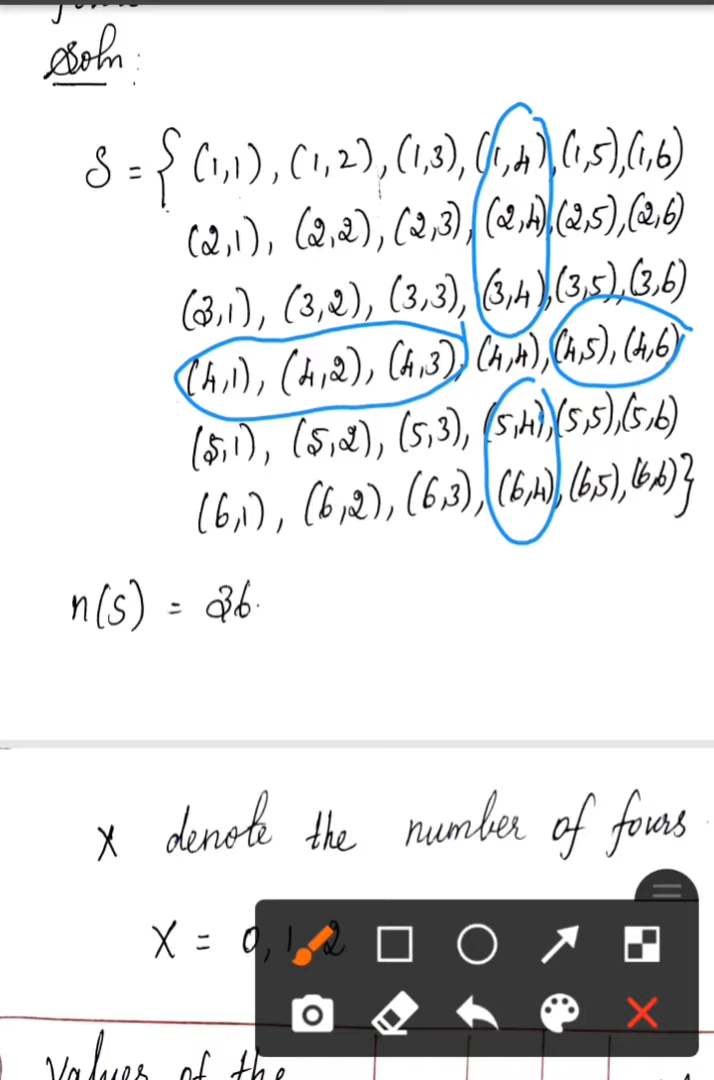 Soln:
S = { (1,1), (1,2), (1,3), (1,4), (1,5), (1,6)
(2,1), (2,2), (2,3), (2,4), (2,5), (2,6)
(3,1), (3,2), (3,3), (3,4), (3,5), (3,6)
(4,1), (4,2), (4,3), (4,4), (4,5), (4,6)
(5,1), (5,2), (5,3), (5,4), (5,5), (5,6)
(6,1), (6,2), (6,3), (6,4), (6,5), (6,6) }
n(S) = 36.
X denote the number of fours.
X = 0, 1, 2
Values of the